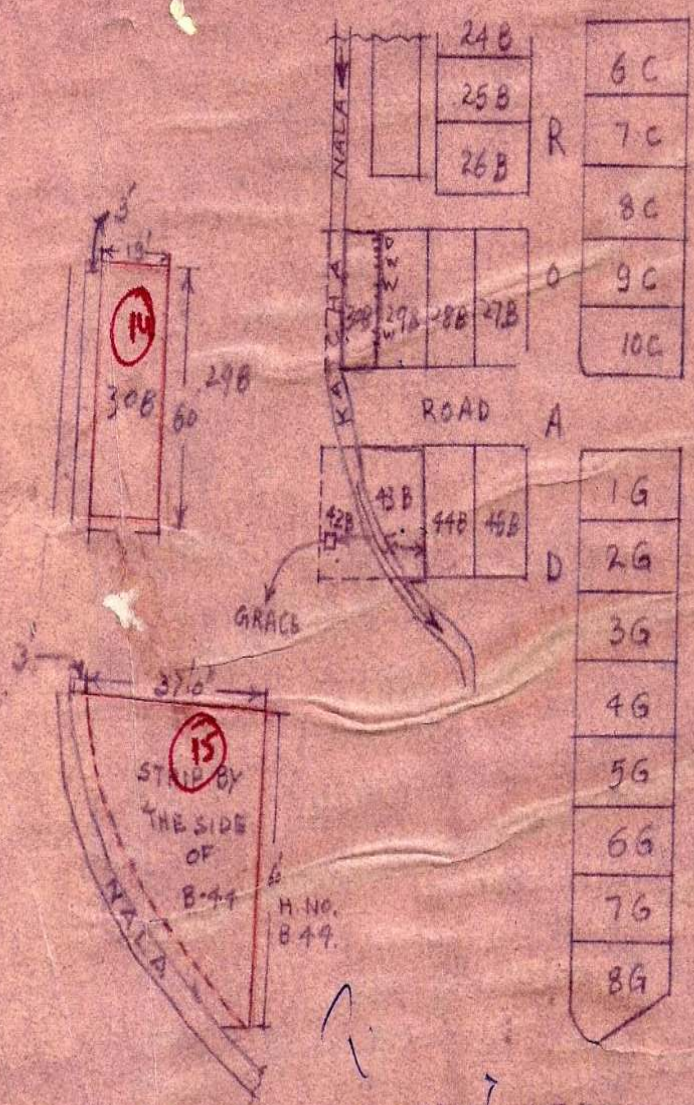 24B
25B
26B
R
6C
7C
8C
9C
10C
NALA
KATCHA
30B
29B
28B
27B
O
3'
14
30B
29B
60'
ROAD
A
42B
43B
44B
45B
D
GRACE
1G
2G
3G
4G
5G
6G
7G
8G
3'
37'6"
15
STRIP BY
THE SIDE
OF
B-44
NALA
H. NO.
B44.